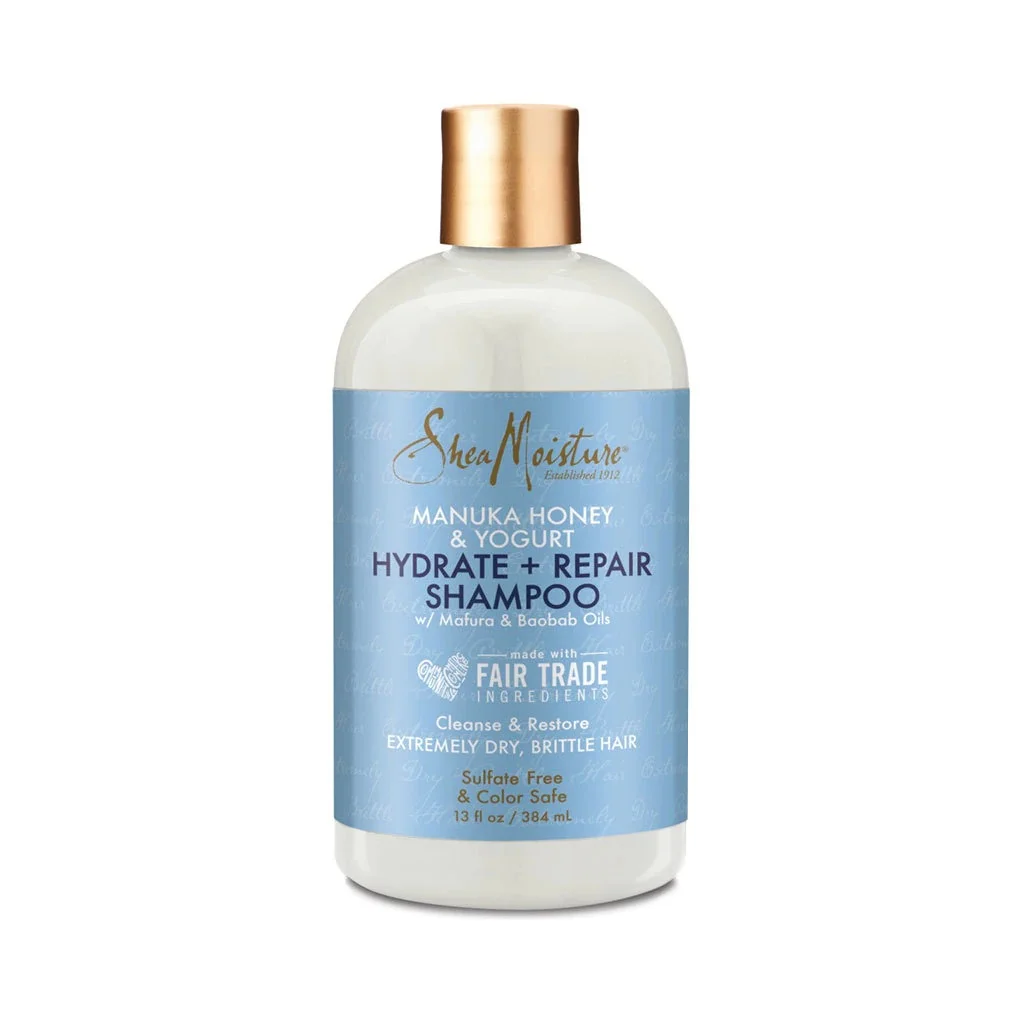 SheaMoisture®
Established 1912
MANUKA HONEY
& YOGURT
HYDRATE + REPAIR
SHAMPOO
w/ Mafura & Baobab Oils
made with
FAIR TRADE
INGREDIENTS
Cleanse & Restore
EXTREMELY DRY, BRITTLE HAIR
Sulfate Free
& Color Safe
13 fl oz / 384 mL